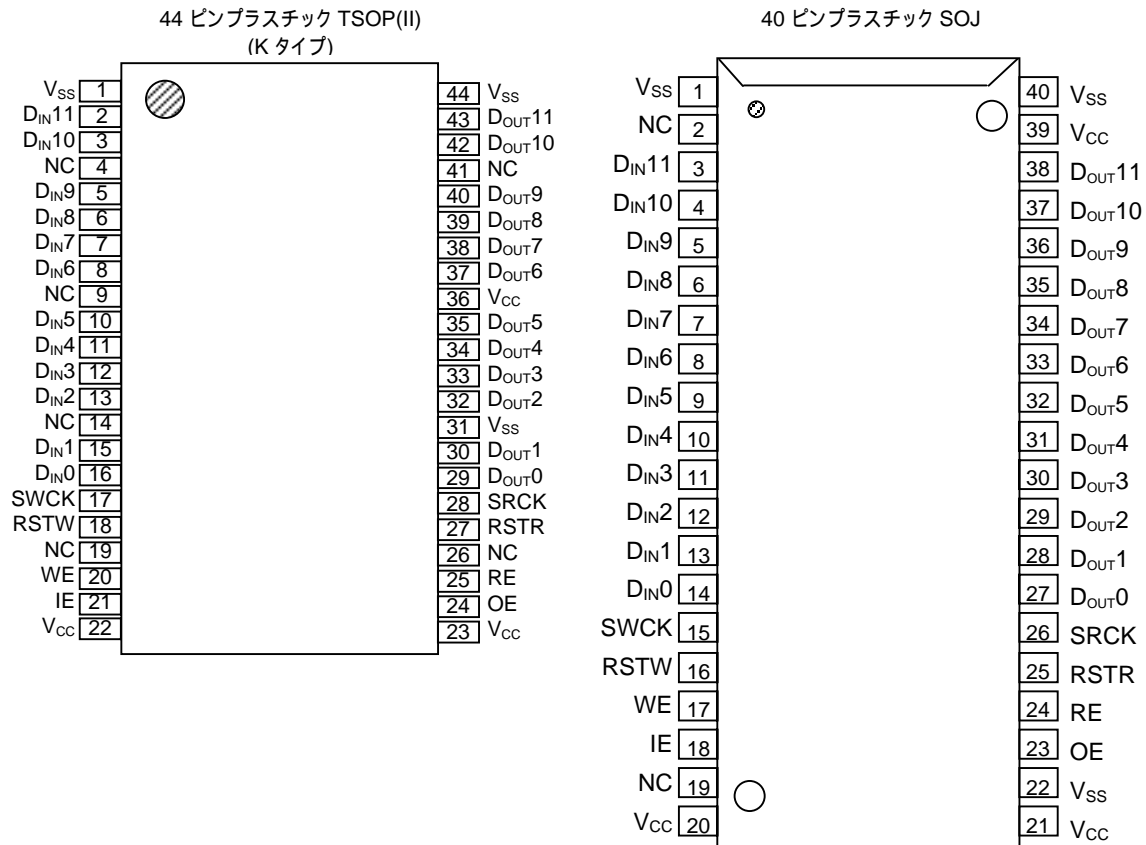 44 ピンプラスチック TSOP(II)
(K タイプ)
VSS 1
DIN11 2
DIN10 3
NC 4
DIN9 5
DIN8 6
DIN7 7
DIN6 8
NC 9
DIN5 10
DIN4 11
DIN3 12
DIN2 13
NC 14
DIN1 15
DIN0 16
SWCK 17
RSTW 18
NC 19
WE 20
IE 21
VCC 22
44 VSS
43 DOUT11
42 DOUT10
41 NC
40 DOUT9
39 DOUT8
38 DOUT7
37 DOUT6
36 VCC
35 DOUT5
34 DOUT4
33 DOUT3
32 DOUT2
31 VSS
30 DOUT1
29 DOUT0
28 SRCK
27 RSTR
26 NC
25 RE
24 OE
23 VCC
40 ピンプラスチック SOJ
VSS 1
NC 2
DIN11 3
DIN10 4
DIN9 5
DIN8 6
DIN7 7
DIN6 8
DIN5 9
DIN4 10
DIN3 11
DIN2 12
DIN1 13
DIN0 14
SWCK 15
RSTW 16
WE 17
IE 18
NC 19
VCC 20
40 VSS
39 VCC
38 DOUT11
37 DOUT10
36 DOUT9
35 DOUT8
34 DOUT7
33 DOUT6
32 DOUT5
31 DOUT4
30 DOUT3
29 DOUT2
28 DOUT1
27 DOUT0
26 SRCK
25 RSTR
24 RE
23 OE
22 VSS
21 VCC